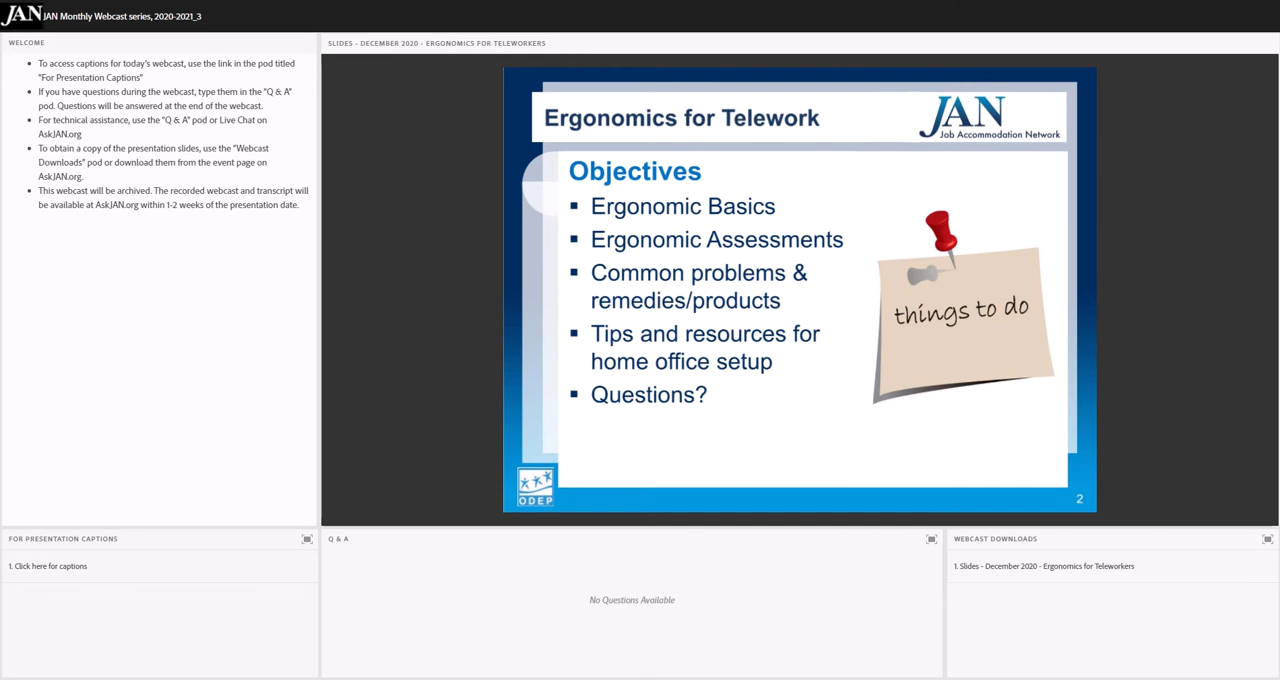 JAN JAN Monthly Webcast series, 2020-2021_3
WELCOME
To access captions for today's webcast, use the link in the pod titled
"For Presentation Captions"
If you have questions during the webcast, type them in the "Q & A"
pod. Questions will be answered at the end of the webcast.
For technical assistance, use the "Q & A" pod or Live Chat on
AskJAN.org
To obtain a copy of the presentation slides, use the "Webcast
Downloads" pod or download them from the event page on
AskJAN.org.
This webcast will be archived. The recorded webcast and transcript will
be available at AskJAN.org within 1-2 weeks of the presentation date.
SLIDES - DECEMBER 2020 - ERGONOMICS FOR TELEWORKERS
Ergonomics for Telework
JAN
Job Accommodation Network
Objectives
Ergonomic Basics
Ergonomic Assessments
Common problems &
remedies/products
Tips and resources for
home office setup
Questions?
things to do
ODEP
2
FOR PRESENTATION CAPTIONS
1. Click here for captions
Q & A
No Questions Available
WEBCAST DOWNLOADS
1. Slides - December 2020 - Ergonomics for Teleworkers